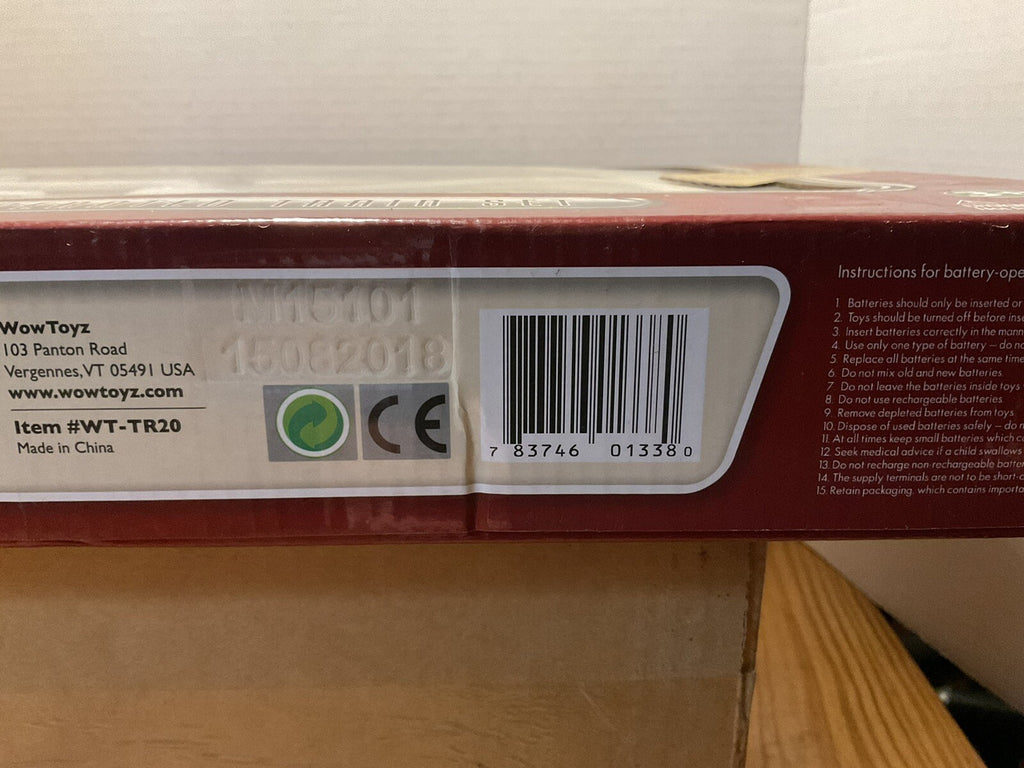 TRAIN SET
WowToyz
103 Panton Road
Vergennes, VT 05491 USA
www.wowtoyz.com
Item #WT-TR20
Made in China
15062018
CE
7 83746 01338 0
Instructions for battery-ope
1. Batteries should only be inserted or
2. Toys should be turned off before inse
3. Insert batteries correctly in the mann
4. Use only one type of battery – do no
5. Replace all batteries at the same time
6. Do not mix old and new batteries.
7. Do not leave the batteries inside toys
8. Do not use rechargeable batteries.
9. Remove depleted batteries from toys
10. Dispose of used batteries safely – do n
11. At all times keep small batteries which c
12. Seek medical advice if a child swallows
13. Do not recharge non-rechargeable batter
14. The supply terminals are not to be short-c
15. Retain packaging, which contains importa